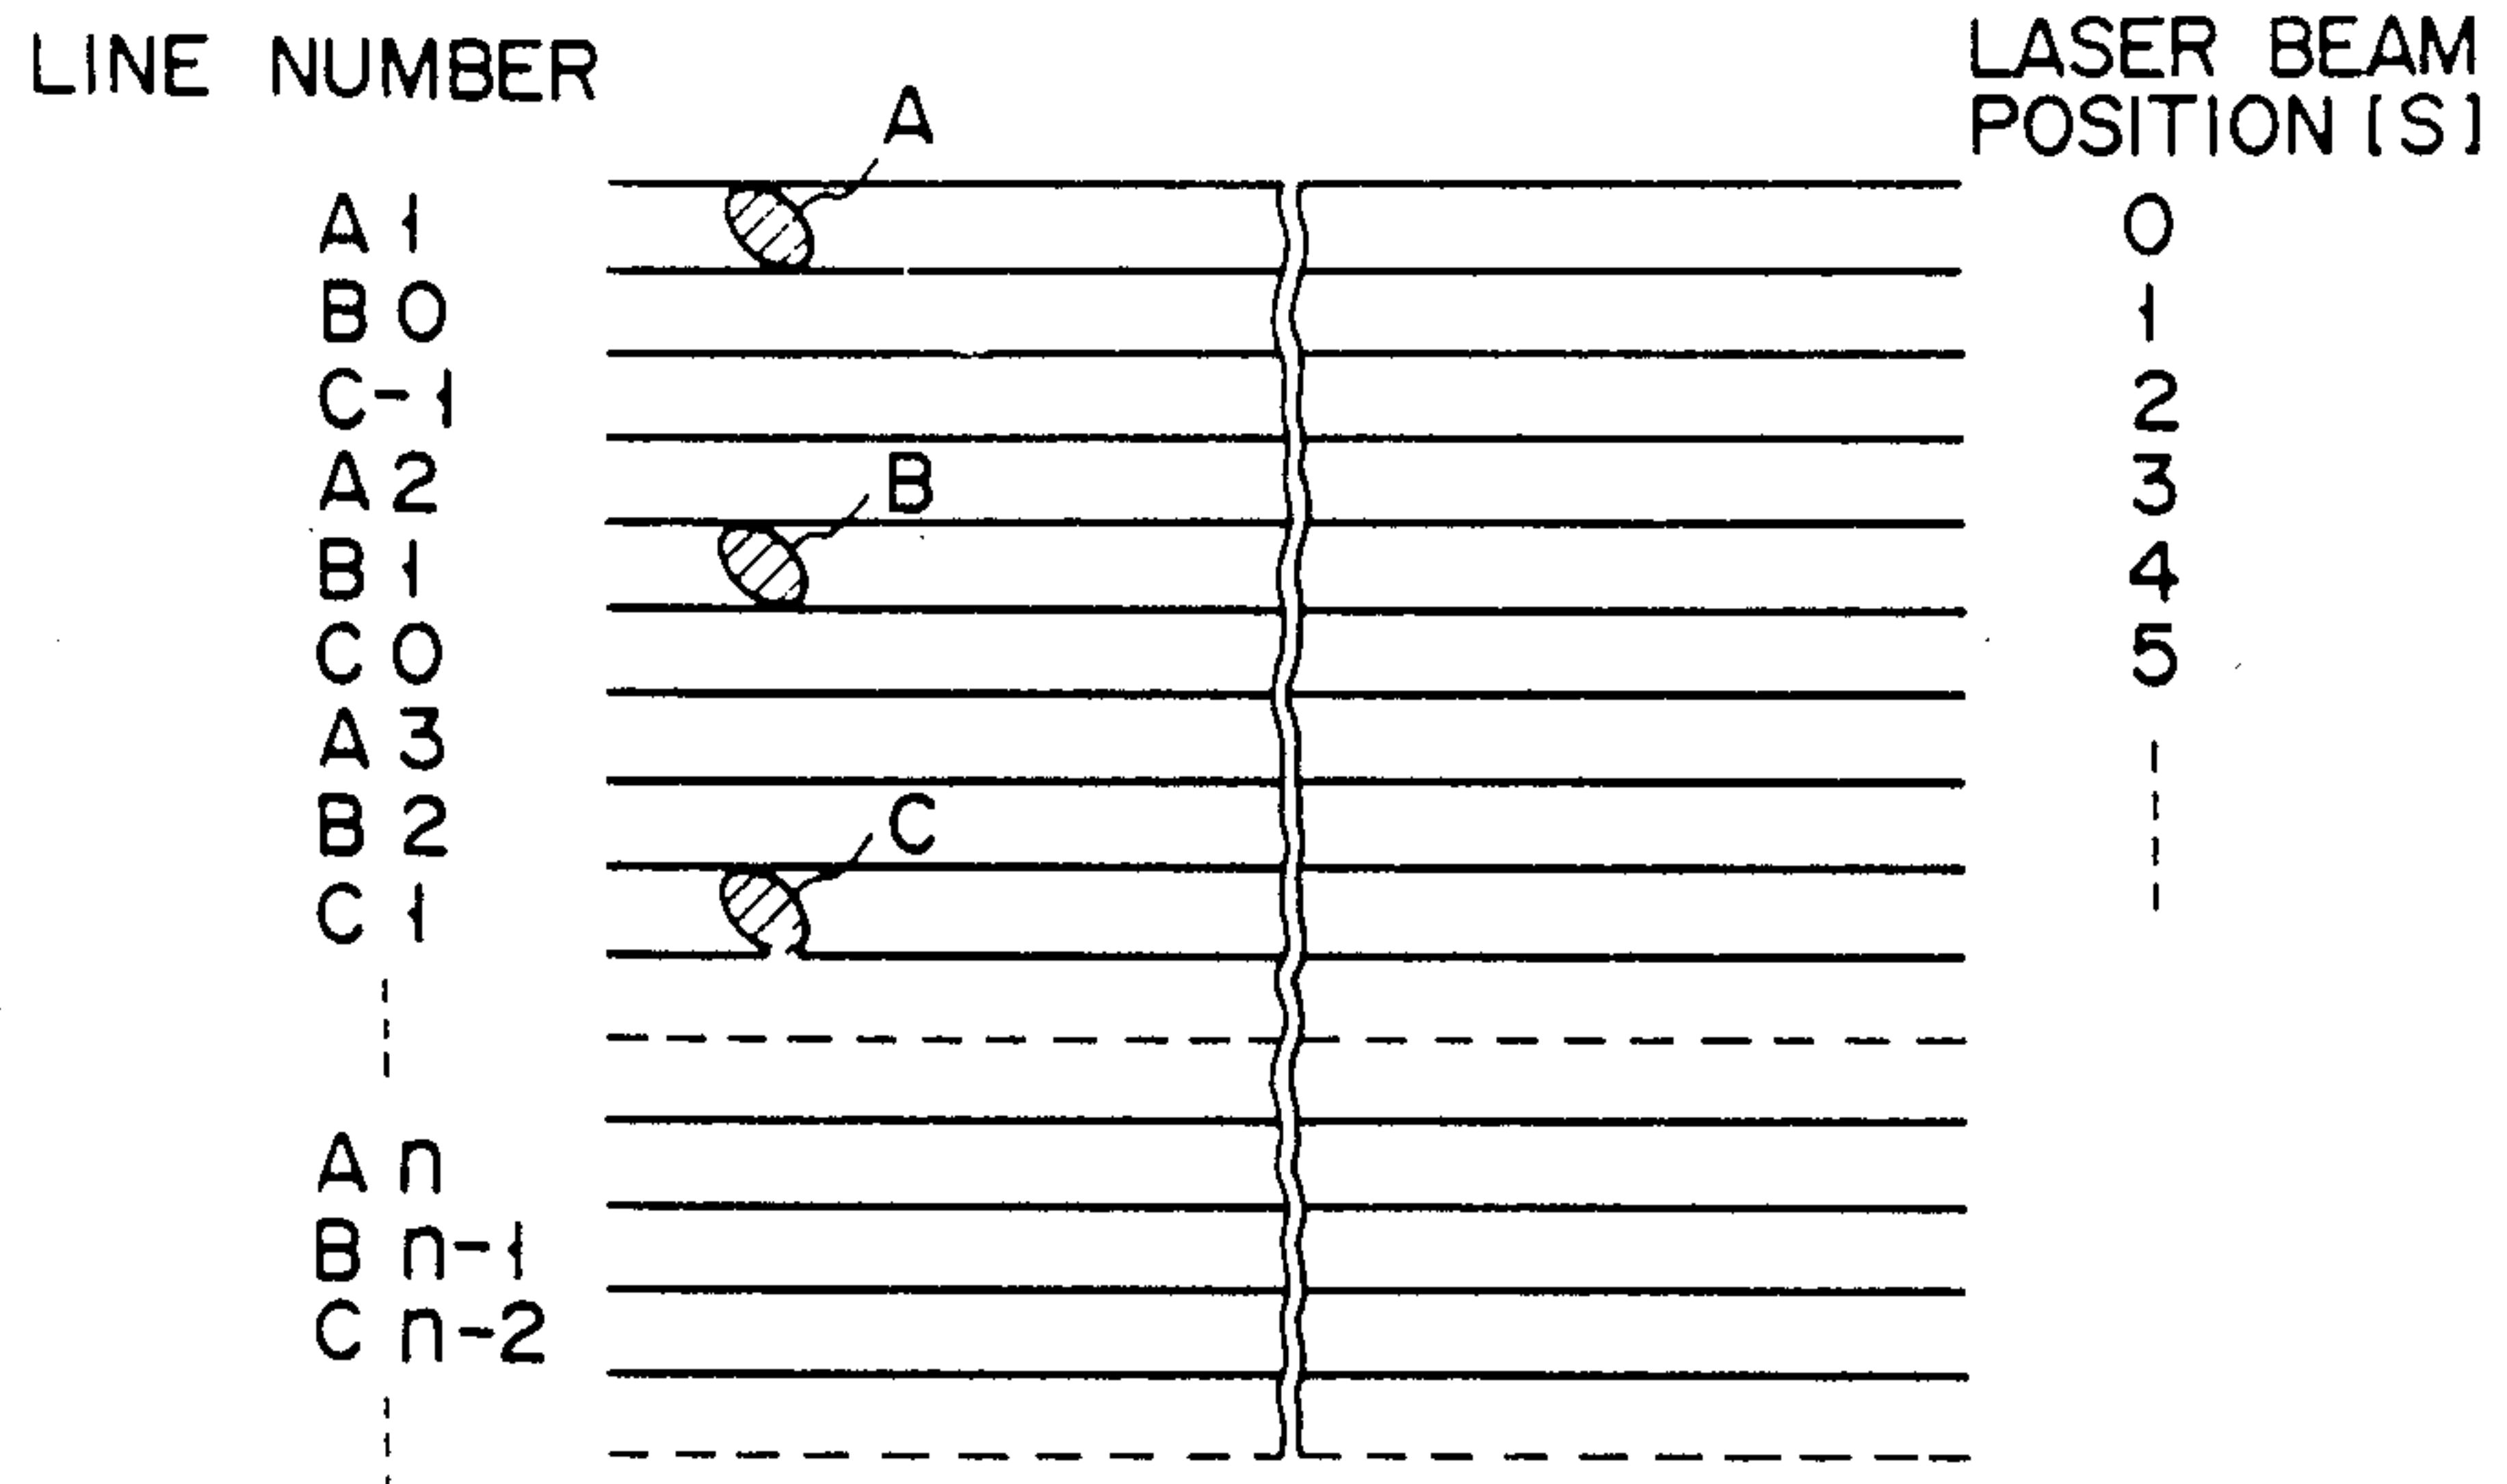 LINE NUMBER
LASER BEAM
POSITION(S)
A
A 1
0
B 0
1
C-1
2
A 2
B
3
B 1
4
C 0
5
A 3
B 2
C
C 1
A n
B n-1
C n-2